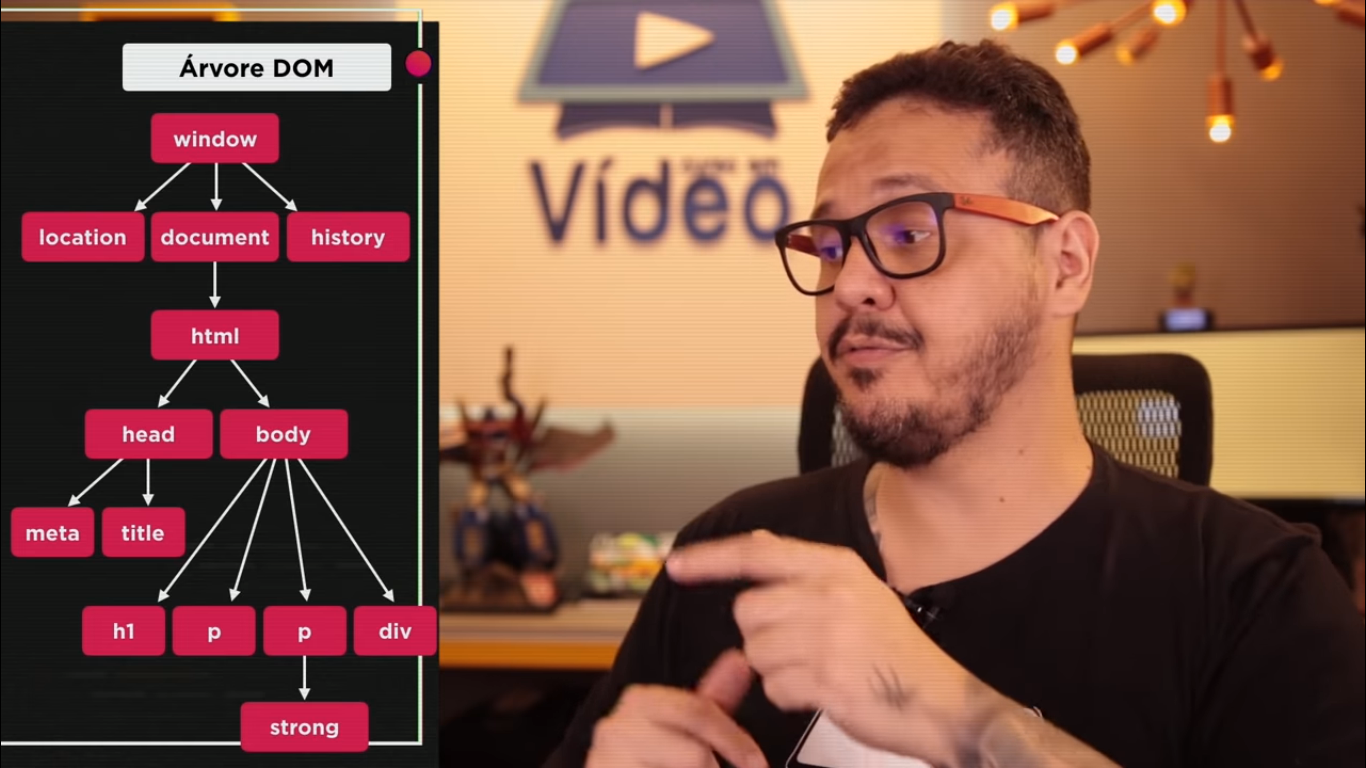 Árvore DOM
window
location document history
html
head body
meta title
h1 p p div
strong
Vídeo